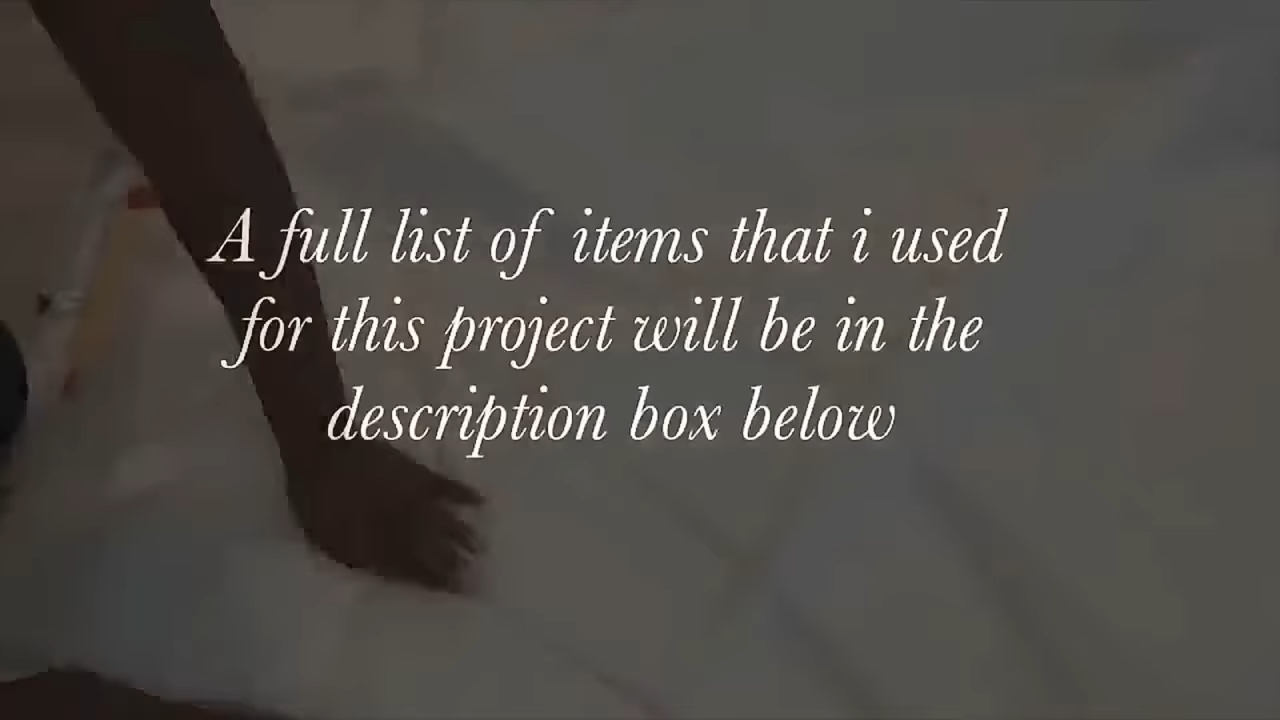 A full list of items that i used
for this project will be in the
description box below